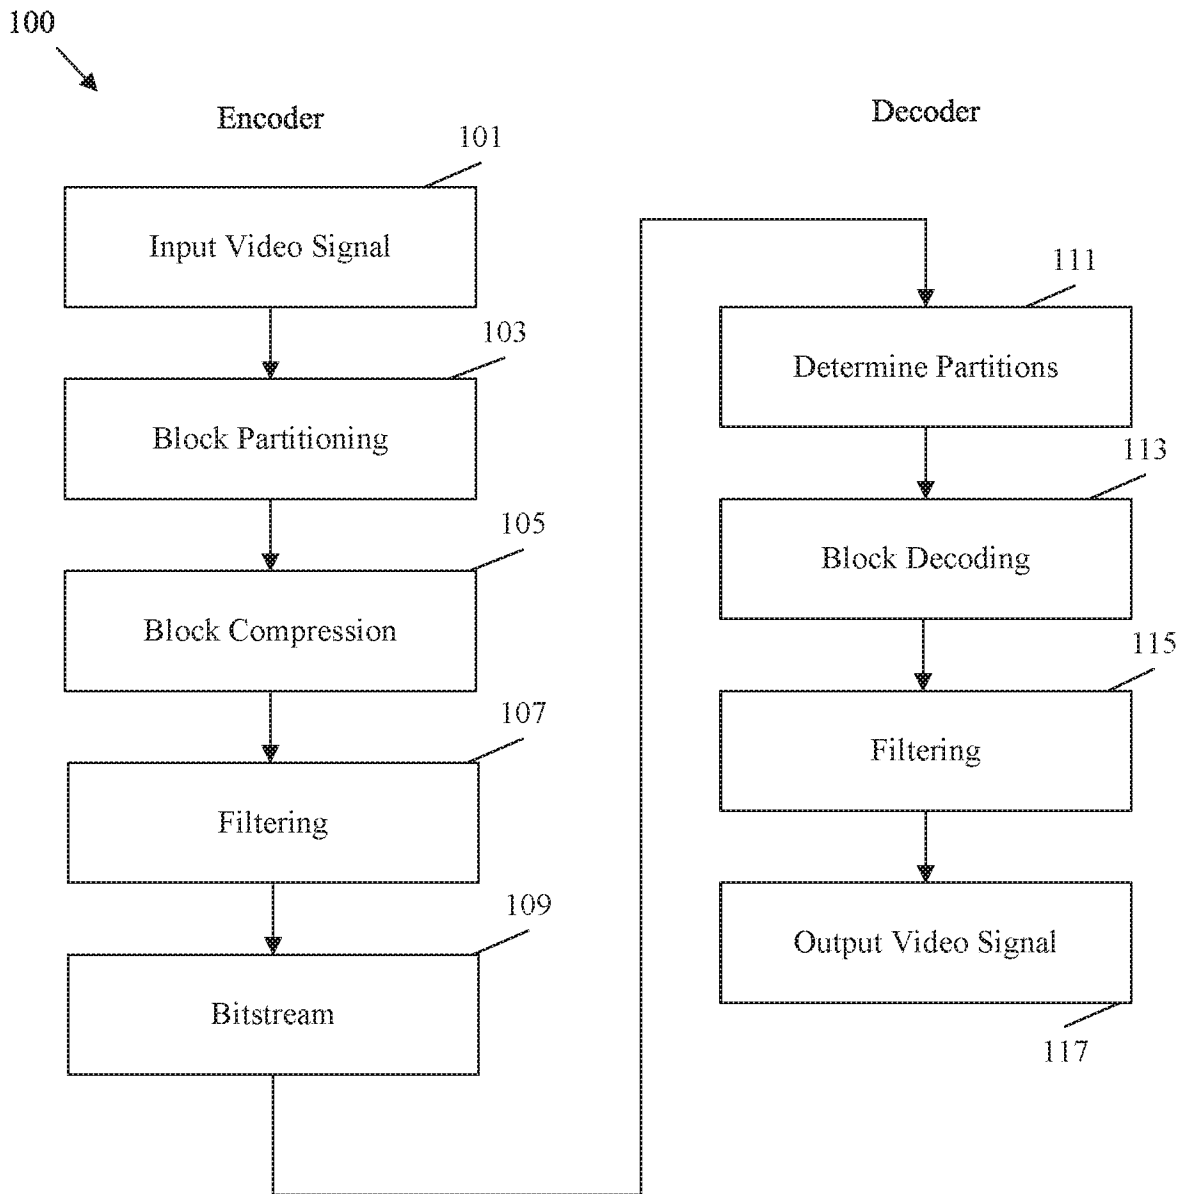 100
Encoder
101
Input Video Signal
103
Block Partitioning
105
Block Compression
107
Filtering
109
Bitstream
Decoder
111
Determine Partitions
113
Block Decoding
115
Filtering
Output Video Signal
117